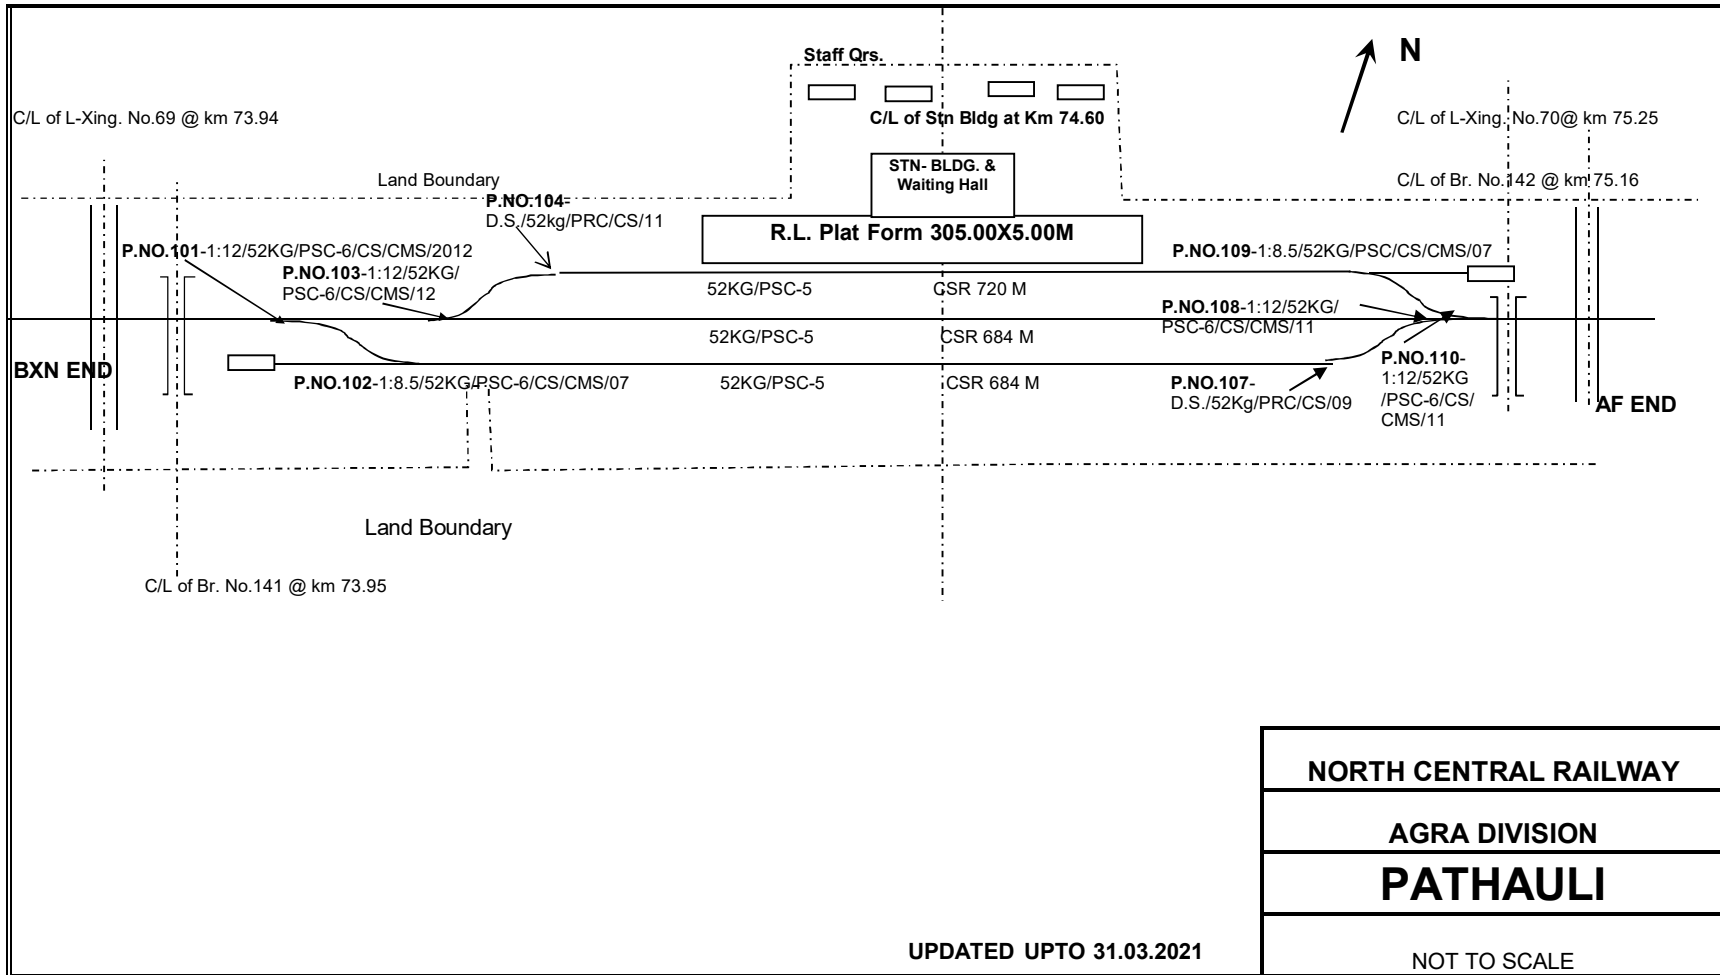 Staff Qrs.
N
C/L of L-Xing. No.69 @ km 73.94
C/L of Stn Bldg at Km 74.60
C/L of L-Xing. No.70@ km 75.25
Land Boundary
STN- BLDG. &
Waiting Hall
C/L of Br. No.142 @ km 75.16
P.NO.104-
D.S./52kg/PRC/CS/11
R.L. Plat Form 305.00X5.00M
P.NO.101-1:12/52KG/PSC-6/CS/CMS/2012
P.NO.109-1:8.5/52KG/PSC/CS/CMS/07
P.NO.103-1:12/52KG/
PSC-6/CS/CMS/12
52KG/PSC-5
CSR 720 M
P.NO.108-1:12/52KG/
PSC-6/CS/CMS/11
52KG/PSC-5
CSR 684 M
BXN END
P.NO.102-1:8.5/52KG/PSC-6/CS/CMS/07
52KG/PSC-5
CSR 684 M
P.NO.107-
D.S./52Kg/PRC/CS/09
P.NO.110-
1:12/52KG
/PSC-6/CS/
CMS/11
AF END
Land Boundary
C/L of Br. No.141 @ km 73.95
NORTH CENTRAL RAILWAY
AGRA DIVISION
PATHAULI
UPDATED UPTO 31.03.2021
NOT TO SCALE